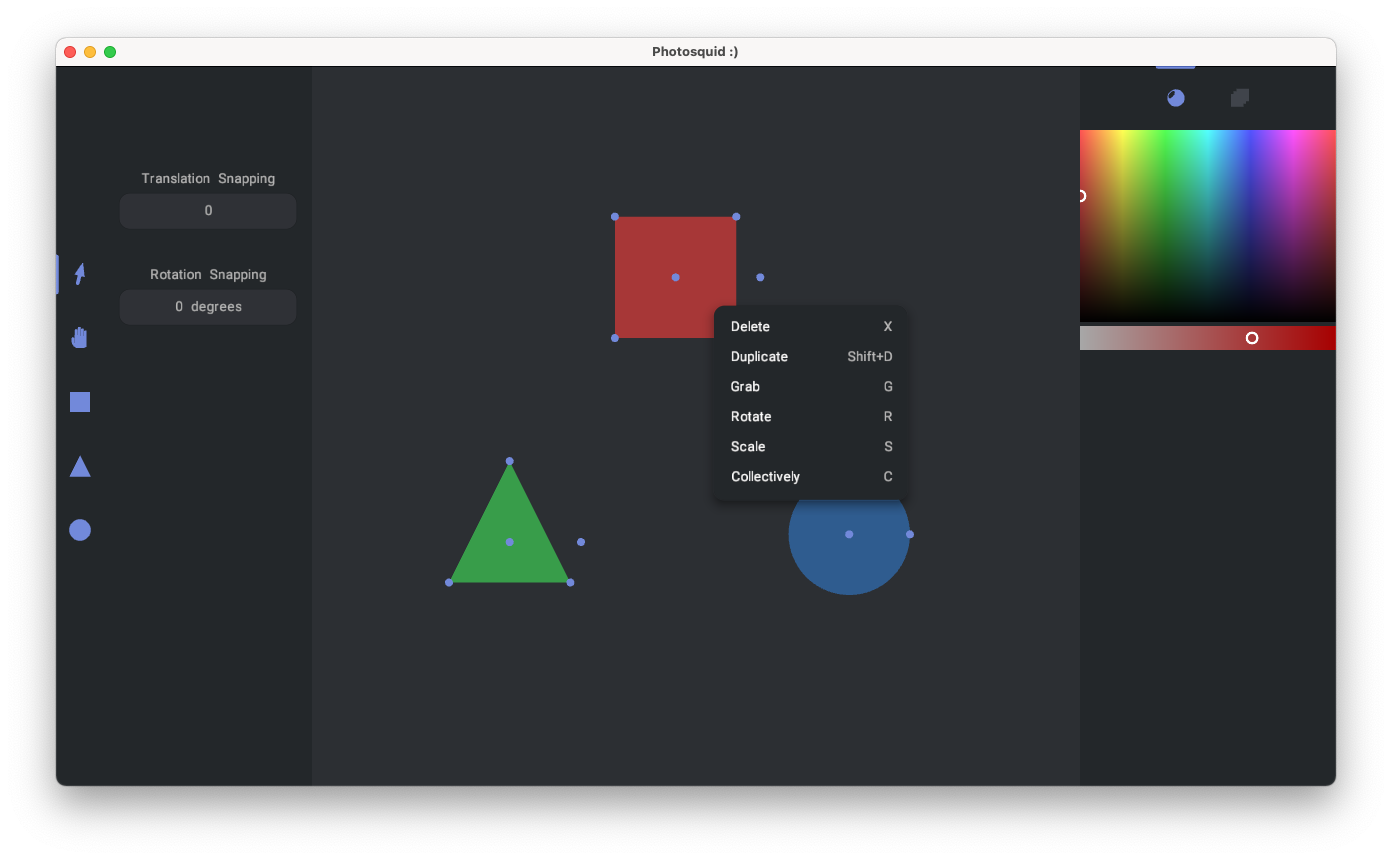 Photosquid :)
Translation Snapping
0
Rotation Snapping
0 degrees
Delete X
Duplicate Shift+D
Grab G
Rotate R
Scale S
Collectively C